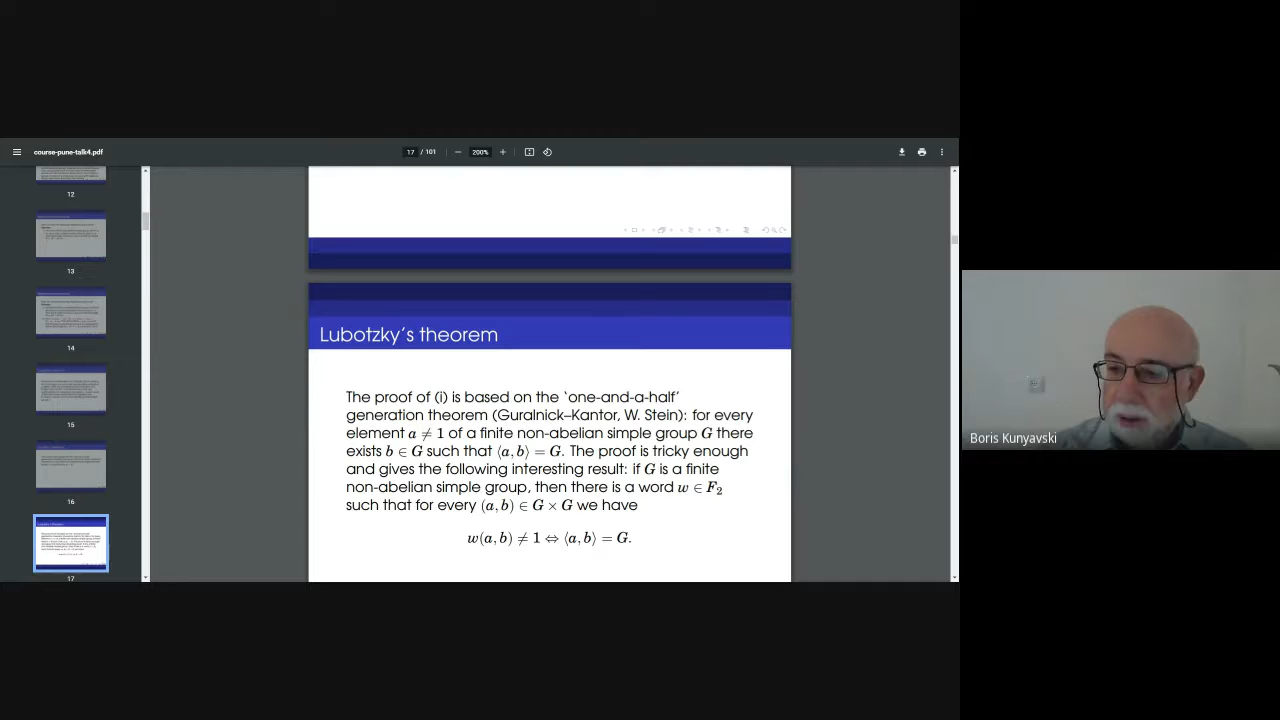 course-pune-talk4.pdf
17 / 101
200%
12
13
14
15
16
17
Lubotzky's theorem
The proof of (i) is based on the 'one-and-a-half'
generation theorem (Guralnick–Kantor, W. Stein): for every
element a ≠ 1 of a finite non-abelian simple group G there
exists b ∈ G such that ⟨a, b⟩ = G. The proof is tricky enough
and gives the following interesting result: if G is a finite
non-abelian simple group, then there is a word w ∈ F₂
such that for every (a, b) ∈ G × G we have
w(a, b) ≠ 1 ⇔ ⟨a, b⟩ = G.
Boris Kunyavski